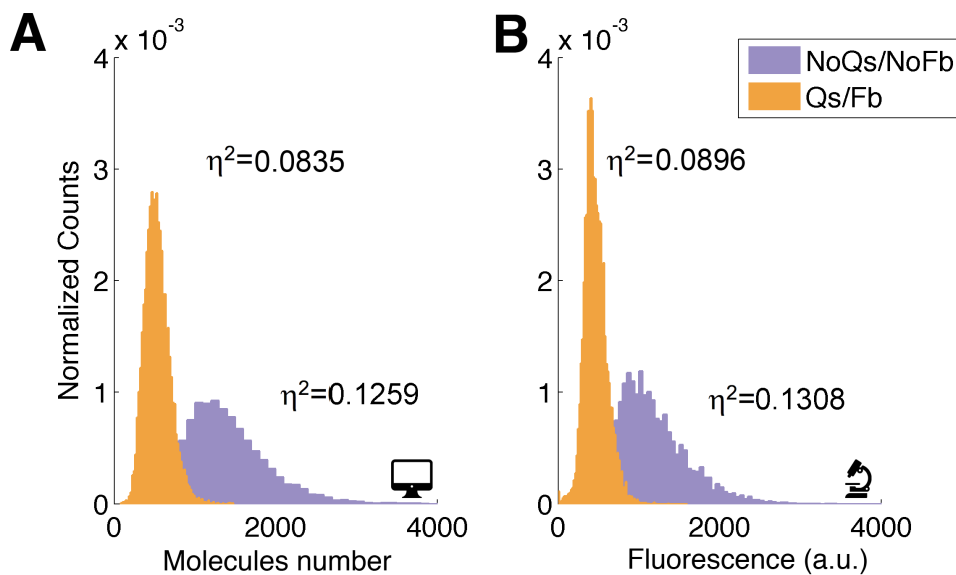 A
x 10⁻³
4
3
2
1
0
Normalized Counts
η²=0.0835
η²=0.1259
0 2000 4000
Molecules number
B
x 10⁻³
4
3
2
1
0
NoQs/NoFb
Qs/Fb
η²=0.0896
η²=0.1308
0 2000 4000
Fluorescence (a.u.)